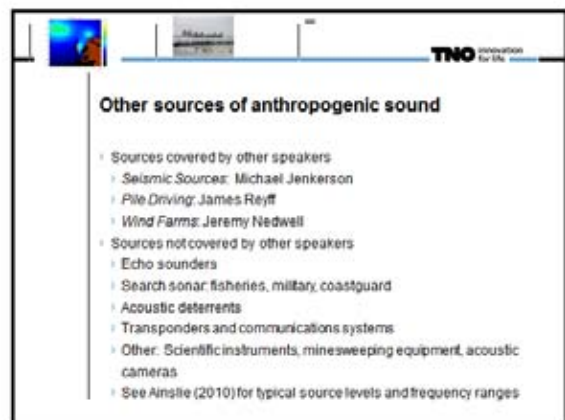 TNO innovation for life
Other sources of anthropogenic sound
Sources covered by other speakers
Seismic Sources: Michael Jenkerson
Pile Driving: James Reyff
Wind Farms: Jeremy Nedwell
Sources not covered by other speakers
Echo sounders
Search sonar: fisheries, military, coastguard
Acoustic deterrents
Transponders and communications systems
Other: Scientific instruments, minesweeping equipment, acoustic
cameras
See Ainslie (2010) for typical source levels and frequency ranges